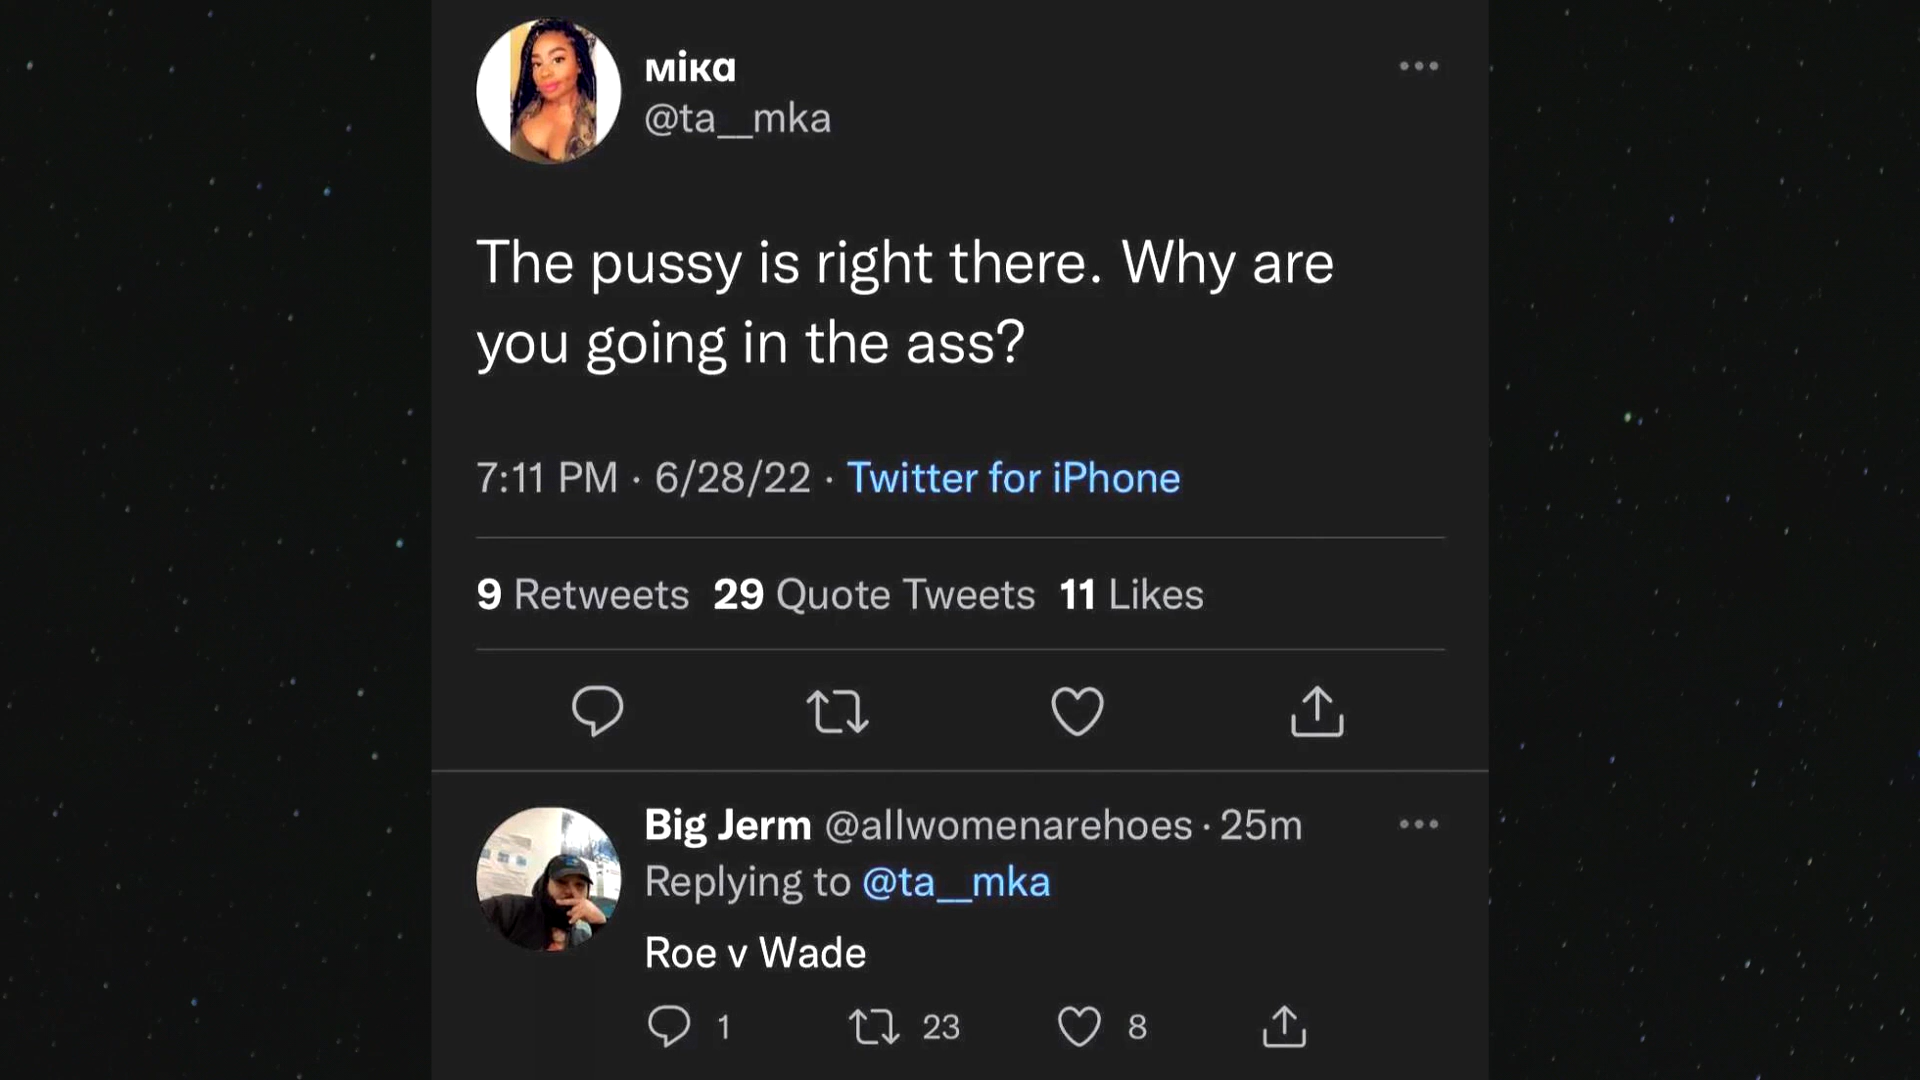 мiка
@ta__mka
The pussy is right there. Why are
you going in the ass?
7:11 PM · 6/28/22 · Twitter for iPhone
9 Retweets 29 Quote Tweets 11 Likes
Big Jerm @allwomenarehoes · 25m
Replying to @ta__mka
Roe v Wade
1 23 8